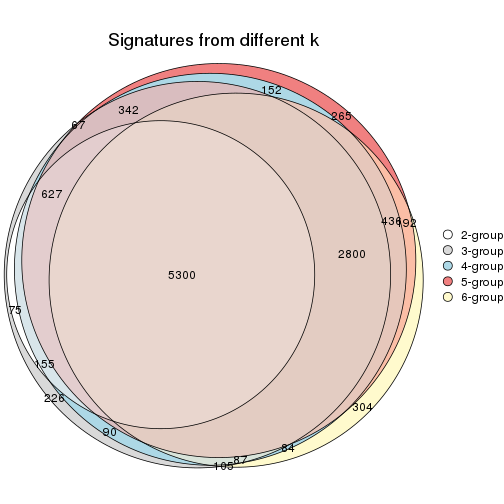 Signatures from different k
152
342
265
67
627
436
192
2800
5300
75
155
226
304
90
84
87
105
2-group
3-group
4-group
5-group
6-group